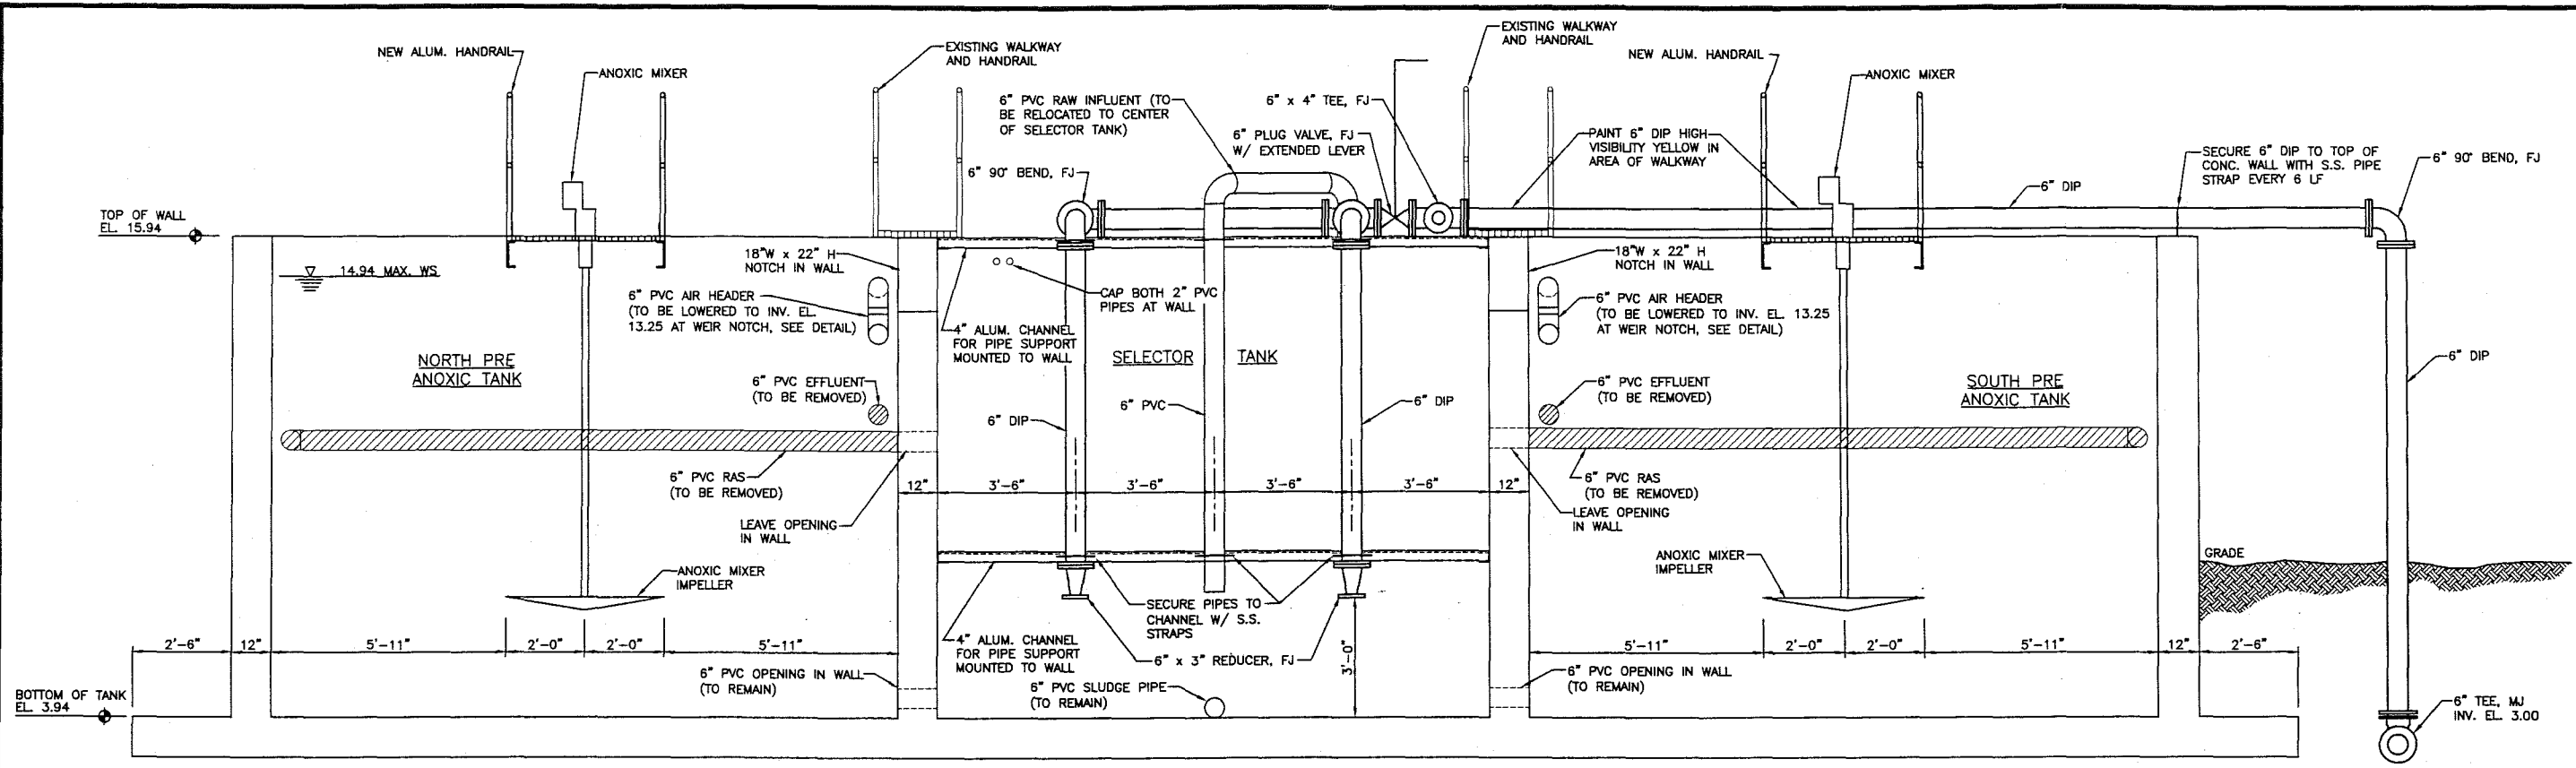 NEW ALUM. HANDRAIL
ANOXIC MIXER
EXISTING WALKWAY
AND HANDRAIL
6" PVC RAW INFLUENT (TO
BE RELOCATED TO CENTER
OF SELECTOR TANK)
6" x 4" TEE, FJ
6" PLUG VALVE, FJ
W/ EXTENDED LEVER
6" 90° BEND, FJ
EXISTING WALKWAY
AND HANDRAIL
NEW ALUM. HANDRAIL
ANOXIC MIXER
PAINT 6" DIP HIGH
VISIBILITY YELLOW IN
AREA OF WALKWAY
6" DIP
SECURE 6" DIP TO TOP OF
CONC. WALL WITH S.S. PIPE
STRAP EVERY 6 LF
6" 90° BEND, FJ
TOP OF WALL
EL. 15.94
14.94 MAX. WS
18"W x 22" H
NOTCH IN WALL
6" PVC AIR HEADER
(TO BE LOWERED TO INV. EL.
13.25 AT WEIR NOTCH, SEE DETAIL)
CAP BOTH 2" PVC
PIPES AT WALL
4" ALUM. CHANNEL
FOR PIPE SUPPORT
MOUNTED TO WALL
18"W x 22" H
NOTCH IN WALL
6" PVC AIR HEADER
(TO BE LOWERED TO INV. EL. 13.25
AT WEIR NOTCH, SEE DETAIL)
NORTH PRE
ANOXIC TANK
SELECTOR TANK
SOUTH PRE
ANOXIC TANK
6" DIP
6" PVC EFFLUENT
(TO BE REMOVED)
6" DIP
6" PVC
6" DIP
6" PVC EFFLUENT
(TO BE REMOVED)
6" PVC RAS
(TO BE REMOVED)
6" PVC RAS
(TO BE REMOVED)
12" 3'-6" 3'-6" 3'-6" 3'-6" 12"
LEAVE OPENING
IN WALL
LEAVE OPENING
IN WALL
ANOXIC MIXER
IMPELLER
ANOXIC MIXER
IMPELLER
GRADE
SECURE PIPES TO
CHANNEL W/ S.S.
STRAPS
2'-6" 12" 5'-11" 2'-0" 2'-0" 5'-11"
4" ALUM. CHANNEL
FOR PIPE SUPPORT
MOUNTED TO WALL
6" x 3" REDUCER, FJ
3'-0"
5'-11" 2'-0" 2'-0" 5'-11" 12" 2'-6"
6" PVC OPENING IN WALL
(TO REMAIN)
6" PVC SLUDGE PIPE
(TO REMAIN)
6" PVC OPENING IN WALL
(TO REMAIN)
BOTTOM OF TANK
EL. 3.94
6" TEE, MJ
INV. EL. 3.00